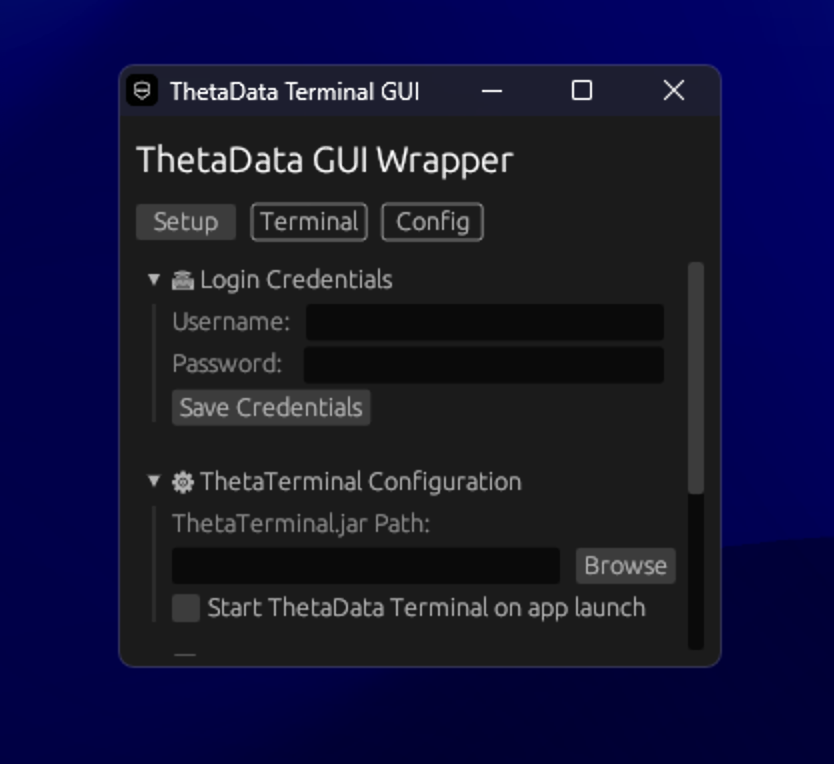 ThetaData Terminal GUI
ThetaData GUI Wrapper
Setup Terminal Config
Login Credentials
Username:
Password:
Save Credentials
ThetaTerminal Configuration
ThetaTerminal.jar Path:
Browse
Start ThetaData Terminal on app launch